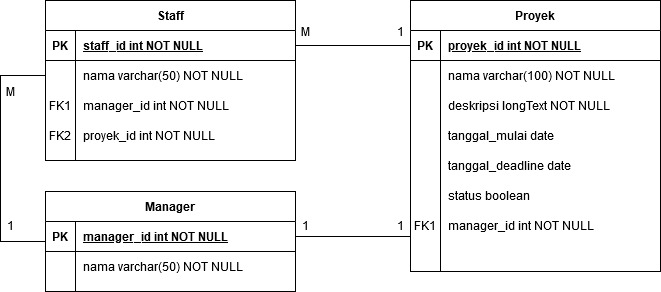 Staff
PK staff_id int NOT NULL
nama varchar(50) NOT NULL
FK1 manager_id int NOT NULL
FK2 proyek_id int NOT NULL
M 1
Proyek
PK proyek_id int NOT NULL
nama varchar(100) NOT NULL
deskripsi longText NOT NULL
tanggal_mulai date
tanggal_deadline date
status boolean
FK1 manager_id int NOT NULL
M
1
Manager
PK manager_id int NOT NULL
nama varchar(50) NOT NULL
1 1